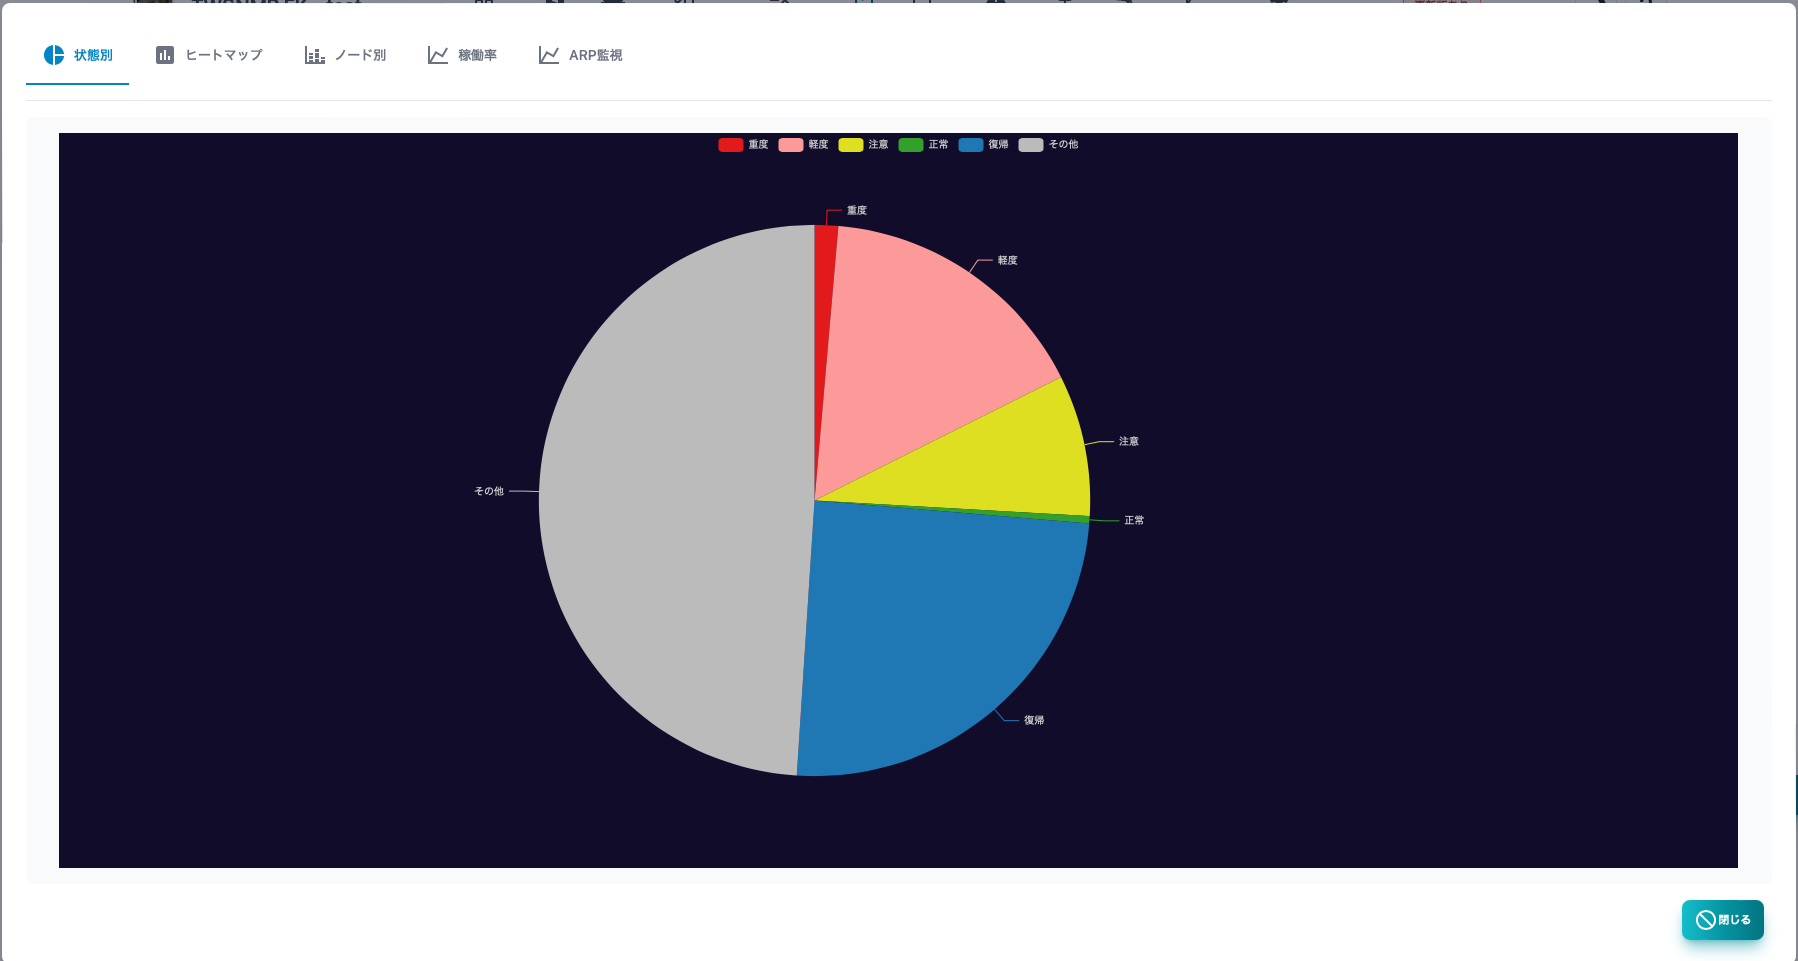 状態別 ヒートマップ ノード別 稼働率 ARP監視
重度 軽度 注意 正常 復帰 その他
重度
軽度
注意
その他
正常
復帰
閉じる